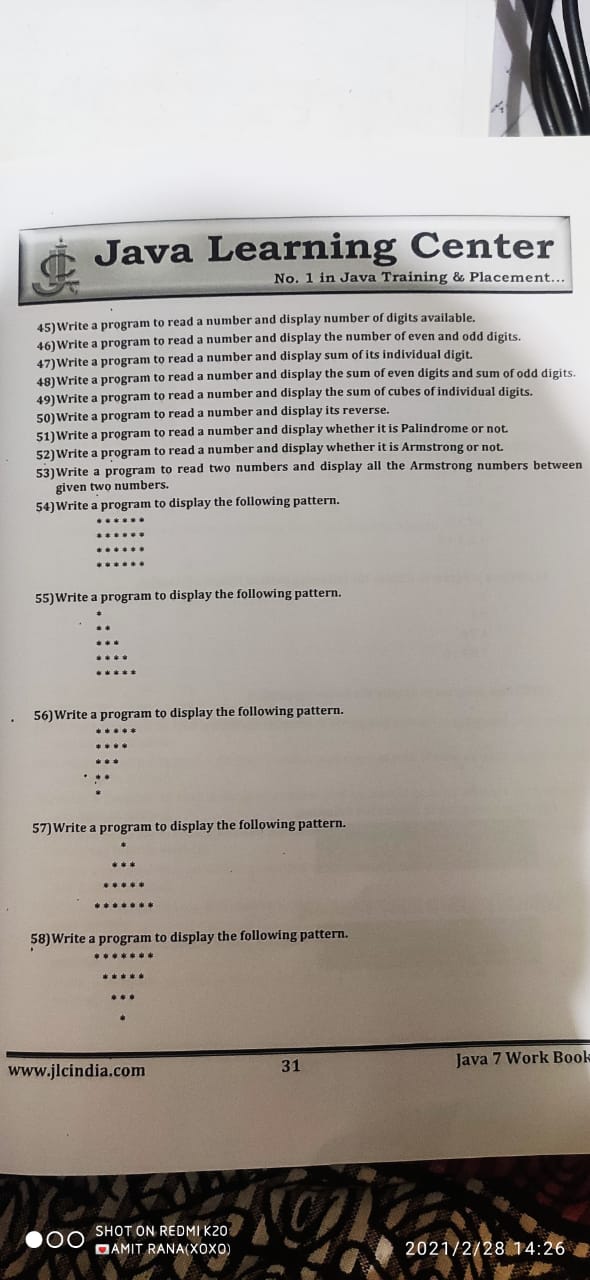 Java Learning Center
No. 1 in Java Training & Placement...
45)Write a program to read a number and display number of digits available.
46)Write a program to read a number and display the number of even and odd digits.
47)Write a program to read a number and display sum of its individual digit.
48)Write a program to read a number and display the sum of even digits and sum of odd digits.
49)Write a program to read a number and display the sum of cubes of individual digits.
50)Write a program to read a number and display its reverse.
51)Write a program to read a number and display whether it is Palindrome or not.
52)Write a program to read a number and display whether it is Armstrong or not.
53)Write a program to read two numbers and display all the Armstrong numbers between
given two numbers.
54)Write a program to display the following pattern.
******
******
******
******
55)Write a program to display the following pattern.
*
**
***
****
*****
56)Write a program to display the following pattern.
*****
****
***
**
*
57)Write a program to display the following pattern.
*
***
*****
*******
58)Write a program to display the following pattern.
*******
*****
***
*
www.jlcindia.com 31 Java 7 Work Book
SHOT ON REDMI K20
AMIT RANA(XOXO)
2021/2/28 14:26